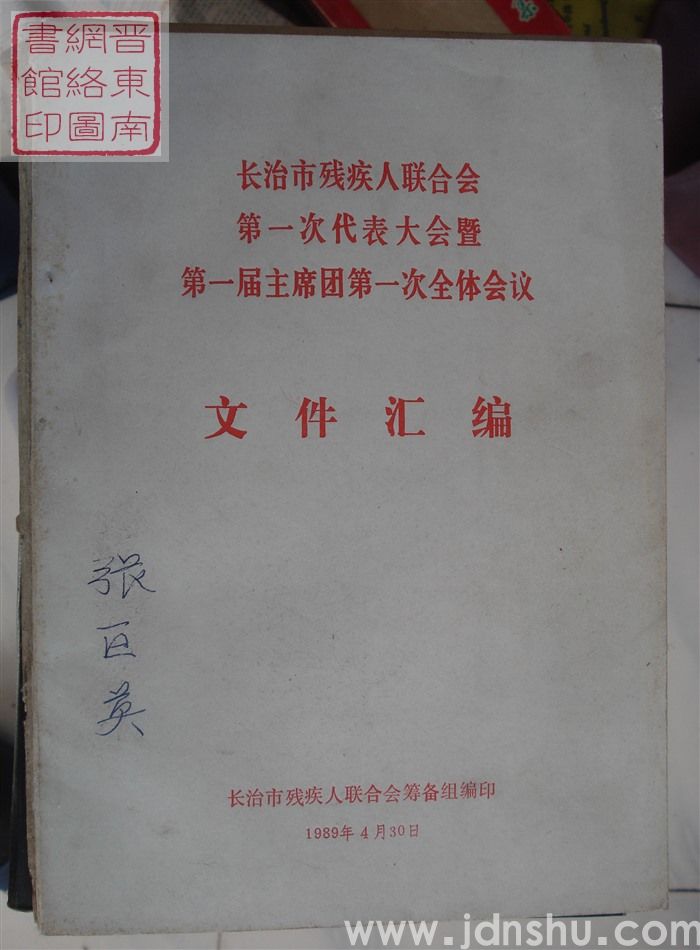 晋東南
網絡圖
書館印
长治市残疾人联合会
第一次代表大会暨
第一届主席团第一次全体会议
文件汇编
张
巨
英
长治市残疾人联合会筹备组编印
1989年4月30日
www.jdnshu.com